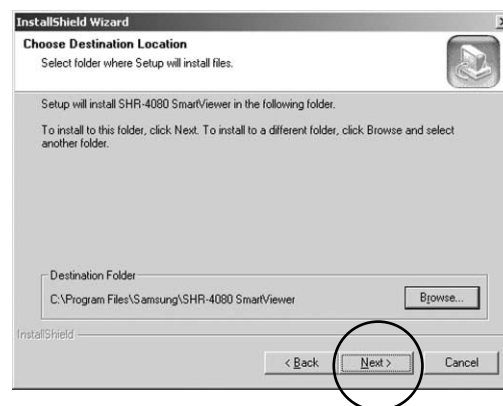 InstallShield Wizard
Choose Destination Location
Select folder where Setup will install files.
Setup will install SHR-4080 SmartViewer in the following folder.
To install to this folder, click Next. To install to a different folder, click Browse and select
another folder.
Destination Folder
C:\Program Files\Samsung\SHR-4080 SmartViewer
Browse...
InstallShield
< Back
Next >
Cancel